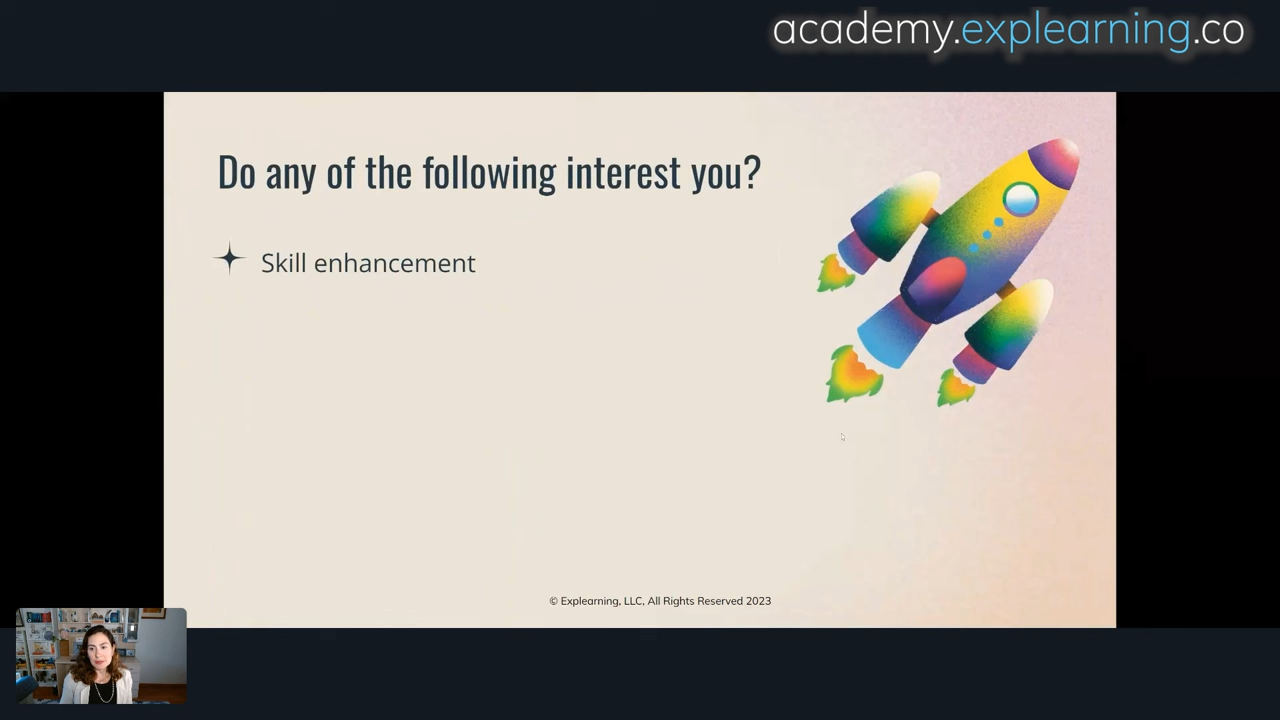 academy.explearning.co
Do any of the following interest you?
Skill enhancement
© Explearning, LLC, All Rights Reserved 2023